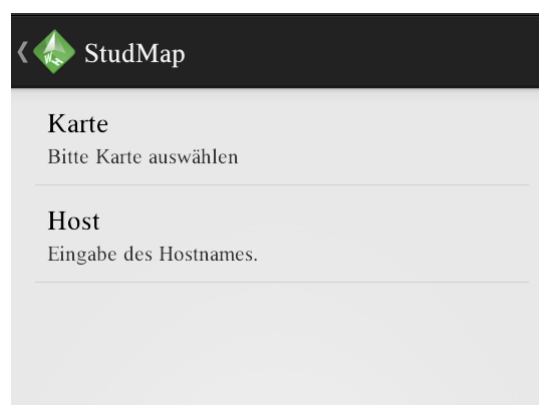 StudMap
Karte
Bitte Karte auswählen
Host
Eingabe des Hostnames.